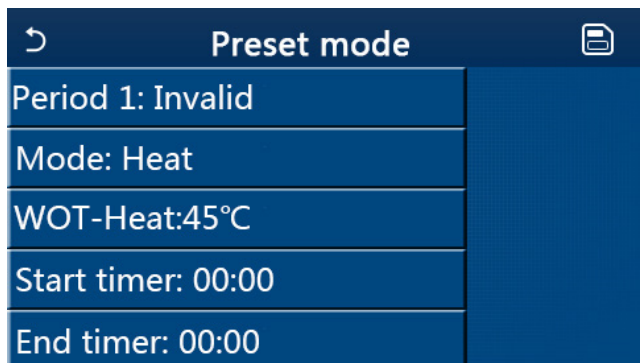 Preset mode
Period 1: Invalid
Mode: Heat
WOT-Heat:45℃
Start timer: 00:00
End timer: 00:00